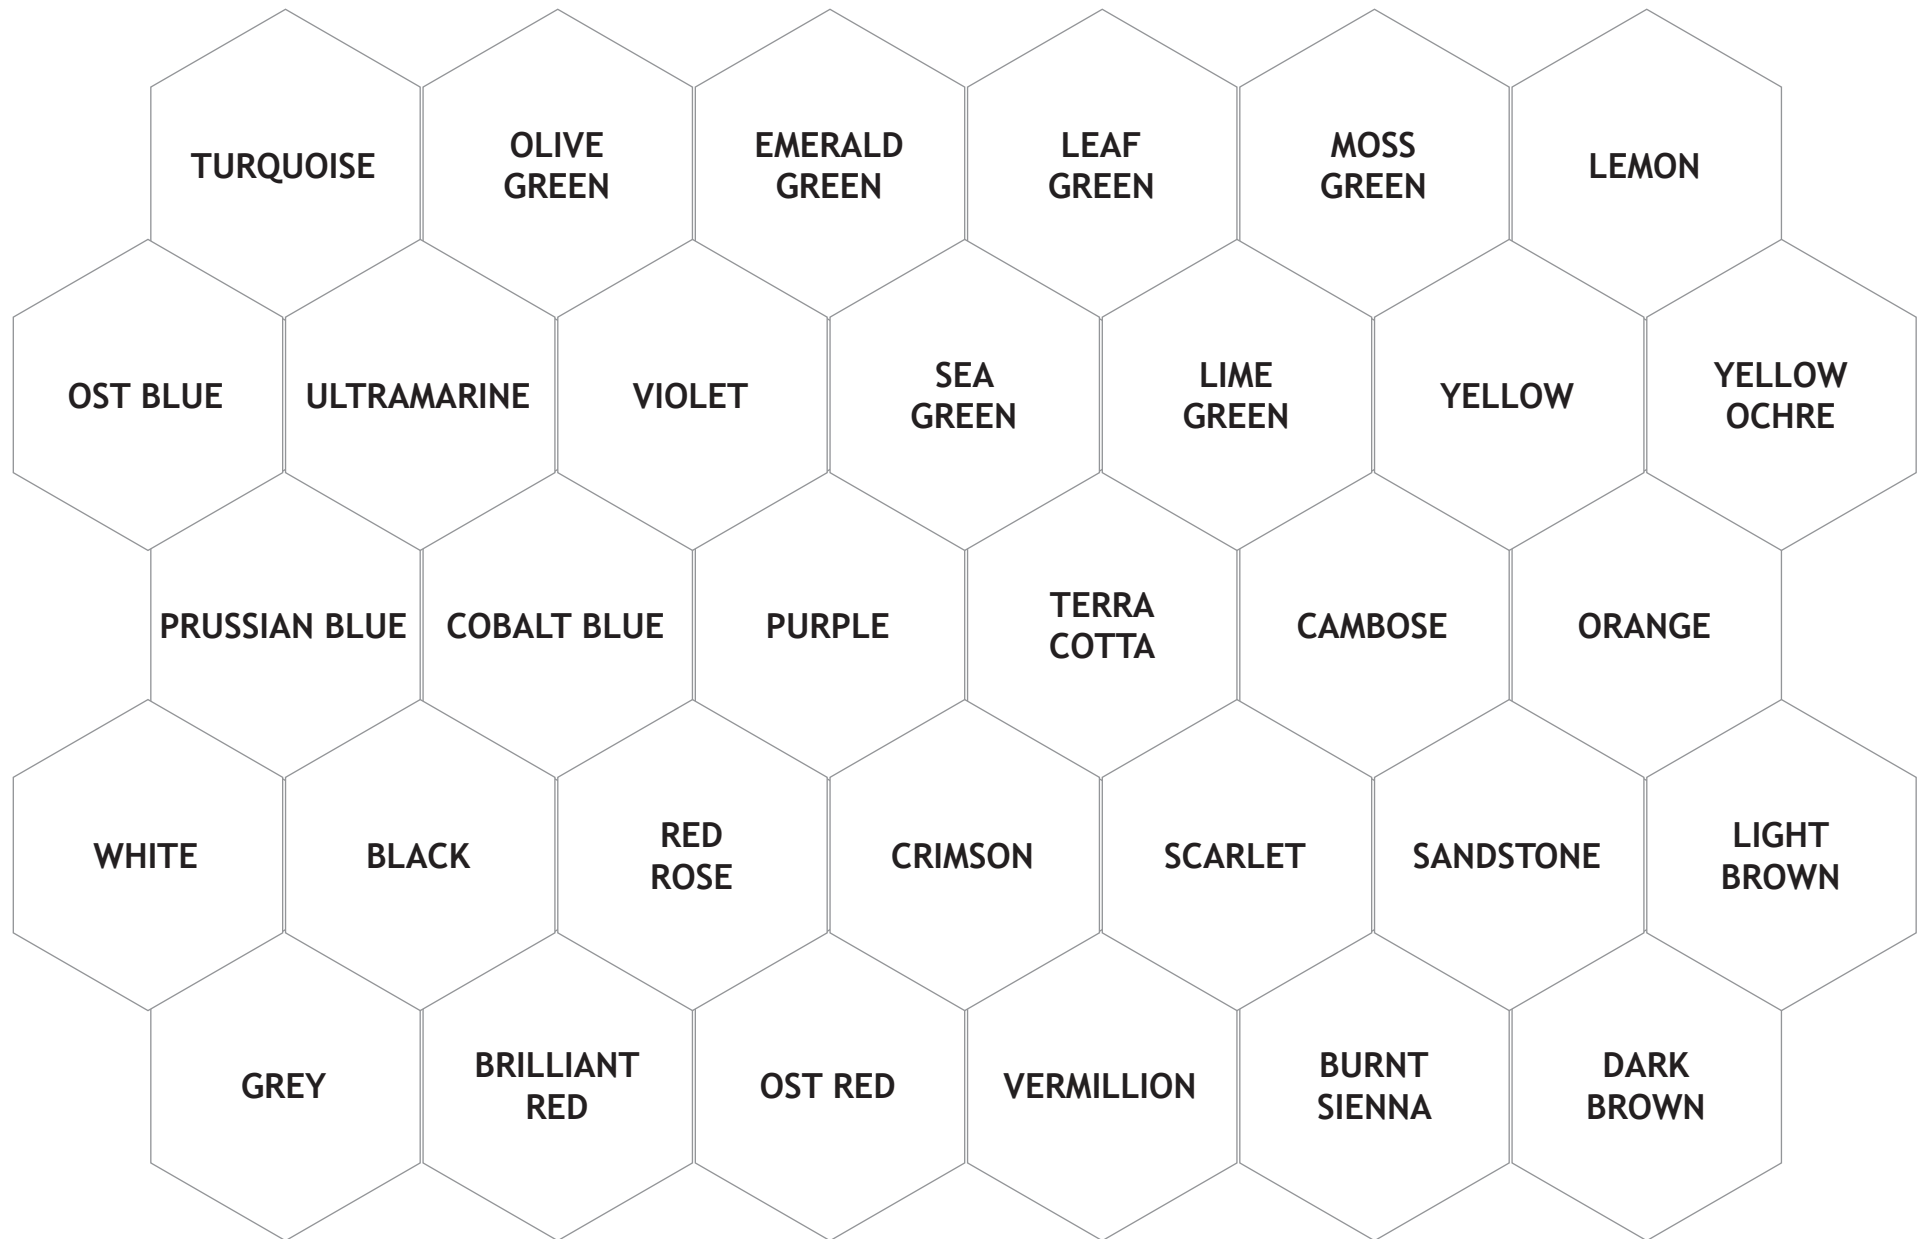 TURQUOISE
OLIVE
GREEN
EMERALD
GREEN
LEAF
GREEN
MOSS
GREEN
LEMON
OST BLUE
ULTRAMARINE
VIOLET
SEA
GREEN
LIME
GREEN
YELLOW
YELLOW
OCHRE
PRUSSIAN BLUE
COBALT BLUE
PURPLE
TERRA
COTTA
CAMBOSE
ORANGE
WHITE
BLACK
RED
ROSE
CRIMSON
SCARLET
SANDSTONE
LIGHT
BROWN
GREY
BRILLIANT
RED
OST RED
VERMILLION
BURNT
SIENNA
DARK
BROWN